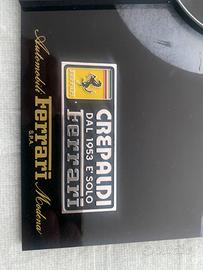 Automobili Ferrari Modena
S.P.A.
CREPALDI
DAL 1953 E' SOLO
Ferrari